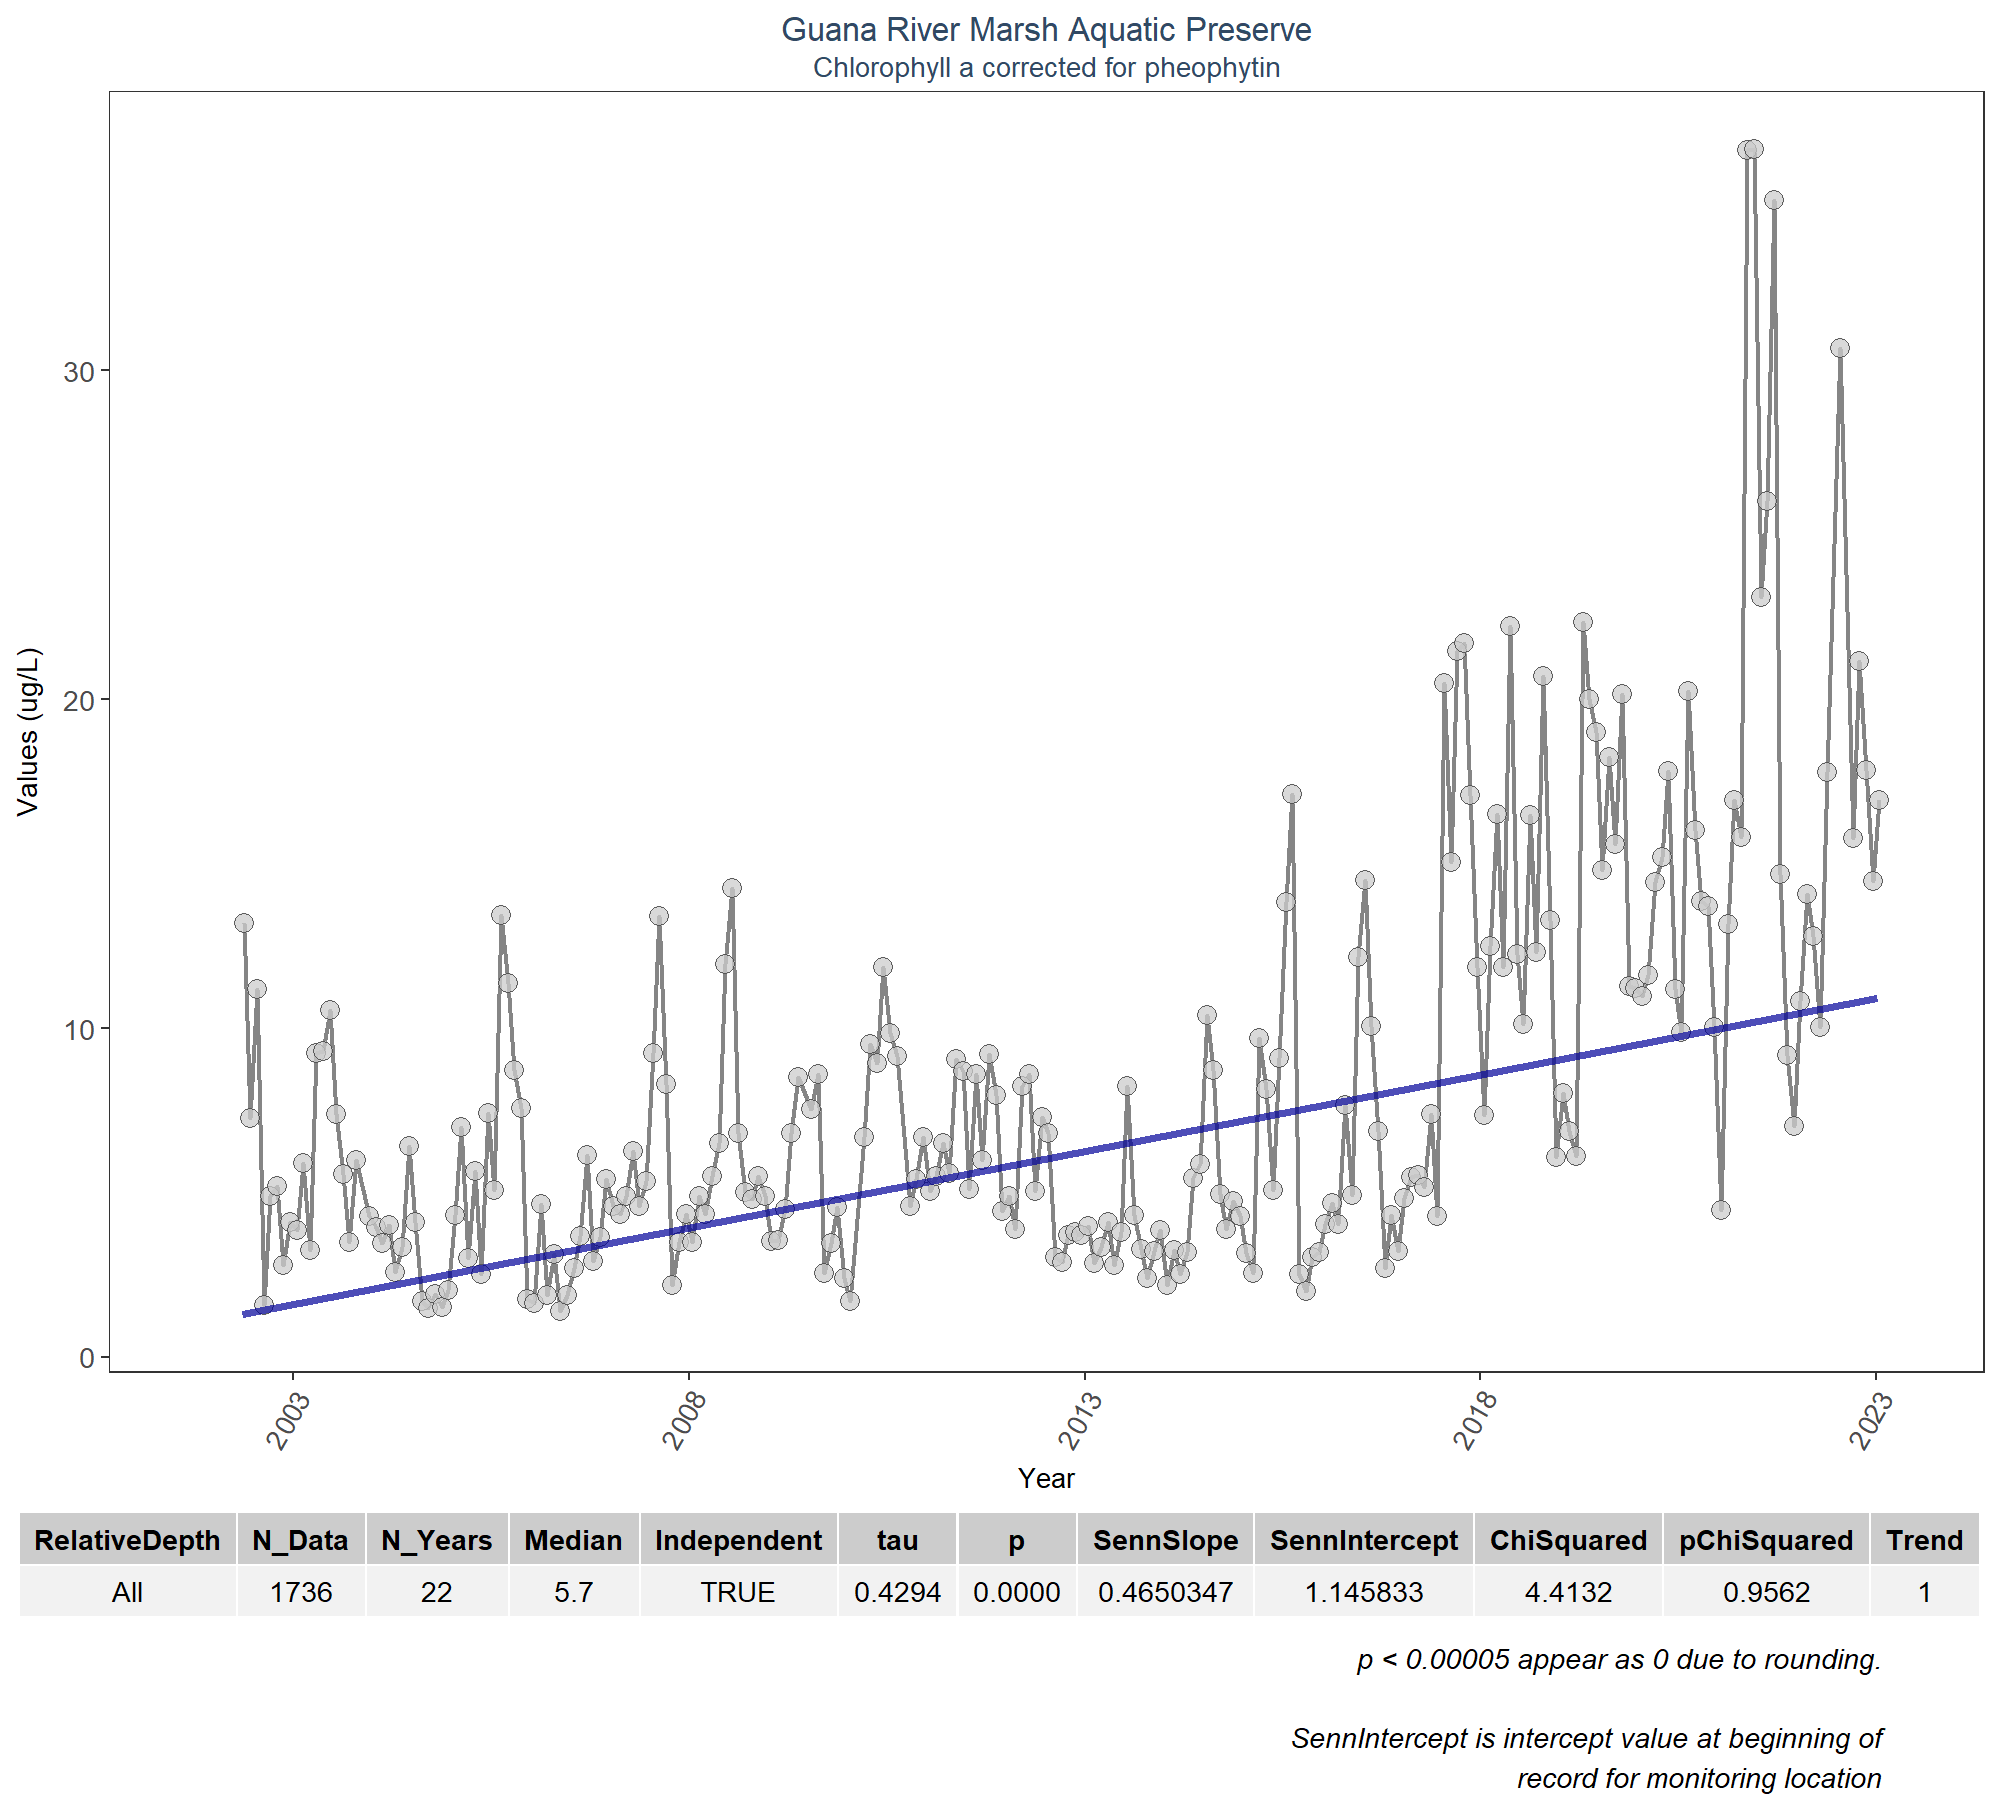 Guana River Marsh Aquatic Preserve
Chlorophyll a corrected for pheophytin
Values (ug/L)
30
20
10
0
2003 2008 2013 2018 2023
Year
RelativeDepth N_Data N_Years Median Independent tau p SennSlope SennIntercept ChiSquared pChiSquared Trend
All 1736 22 5.7 TRUE 0.4294 0.0000 0.4650347 1.145833 4.4132 0.9562 1
p < 0.00005 appear as 0 due to rounding.
SennIntercept is intercept value at beginning of
record for monitoring location